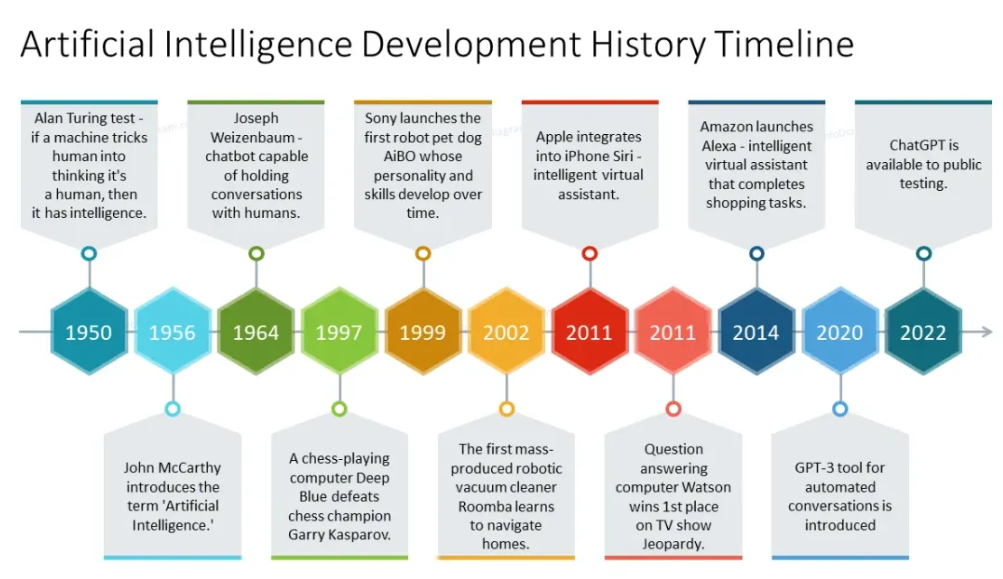 Artificial Intelligence Development History Timeline
Alan Turing test -
if a machine tricks
human into
thinking it's
a human, then
it has intelligence.
Joseph
Weizenbaum -
chatbot capable
of holding
conversations
with humans.
Sony launches the
first robot pet dog
AiBO whose
personality and
skills develop over
time.
Apple integrates
into iPhone Siri -
intelligent virtual
assistant.
Amazon launches
Alexa - intelligent
virtual assistant
that completes
shopping tasks.
ChatGPT is
available to public
testing.
1950
1956
1964
1997
1999
2002
2011
2011
2014
2020
2022
John McCarthy
introduces the
term 'Artificial
Intelligence.'
A chess-playing
computer Deep
Blue defeats
chess champion
Garry Kasparov.
The first mass-
produced robotic
vacuum cleaner
Roomba learns
to navigate
homes.
Question
answering
computer Watson
wins 1st place
on TV show
Jeopardy.
GPT-3 tool for
automated
conversations is
introduced